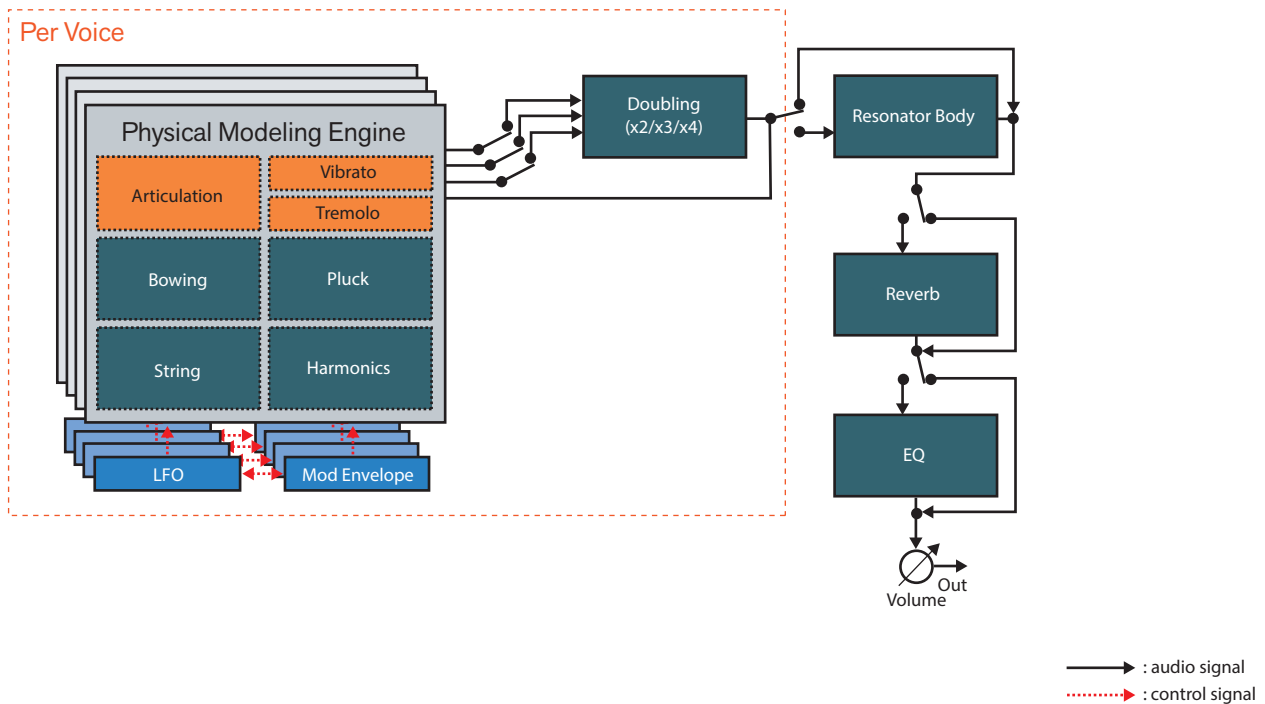 Per Voice
Physical Modeling Engine
Articulation
Vibrato
Tremolo
Bowing
Pluck
String
Harmonics
LFO
Mod Envelope
Doubling
(x2/x3/x4)
Resonator Body
Reverb
EQ
Out
Volume
: audio signal
: control signal